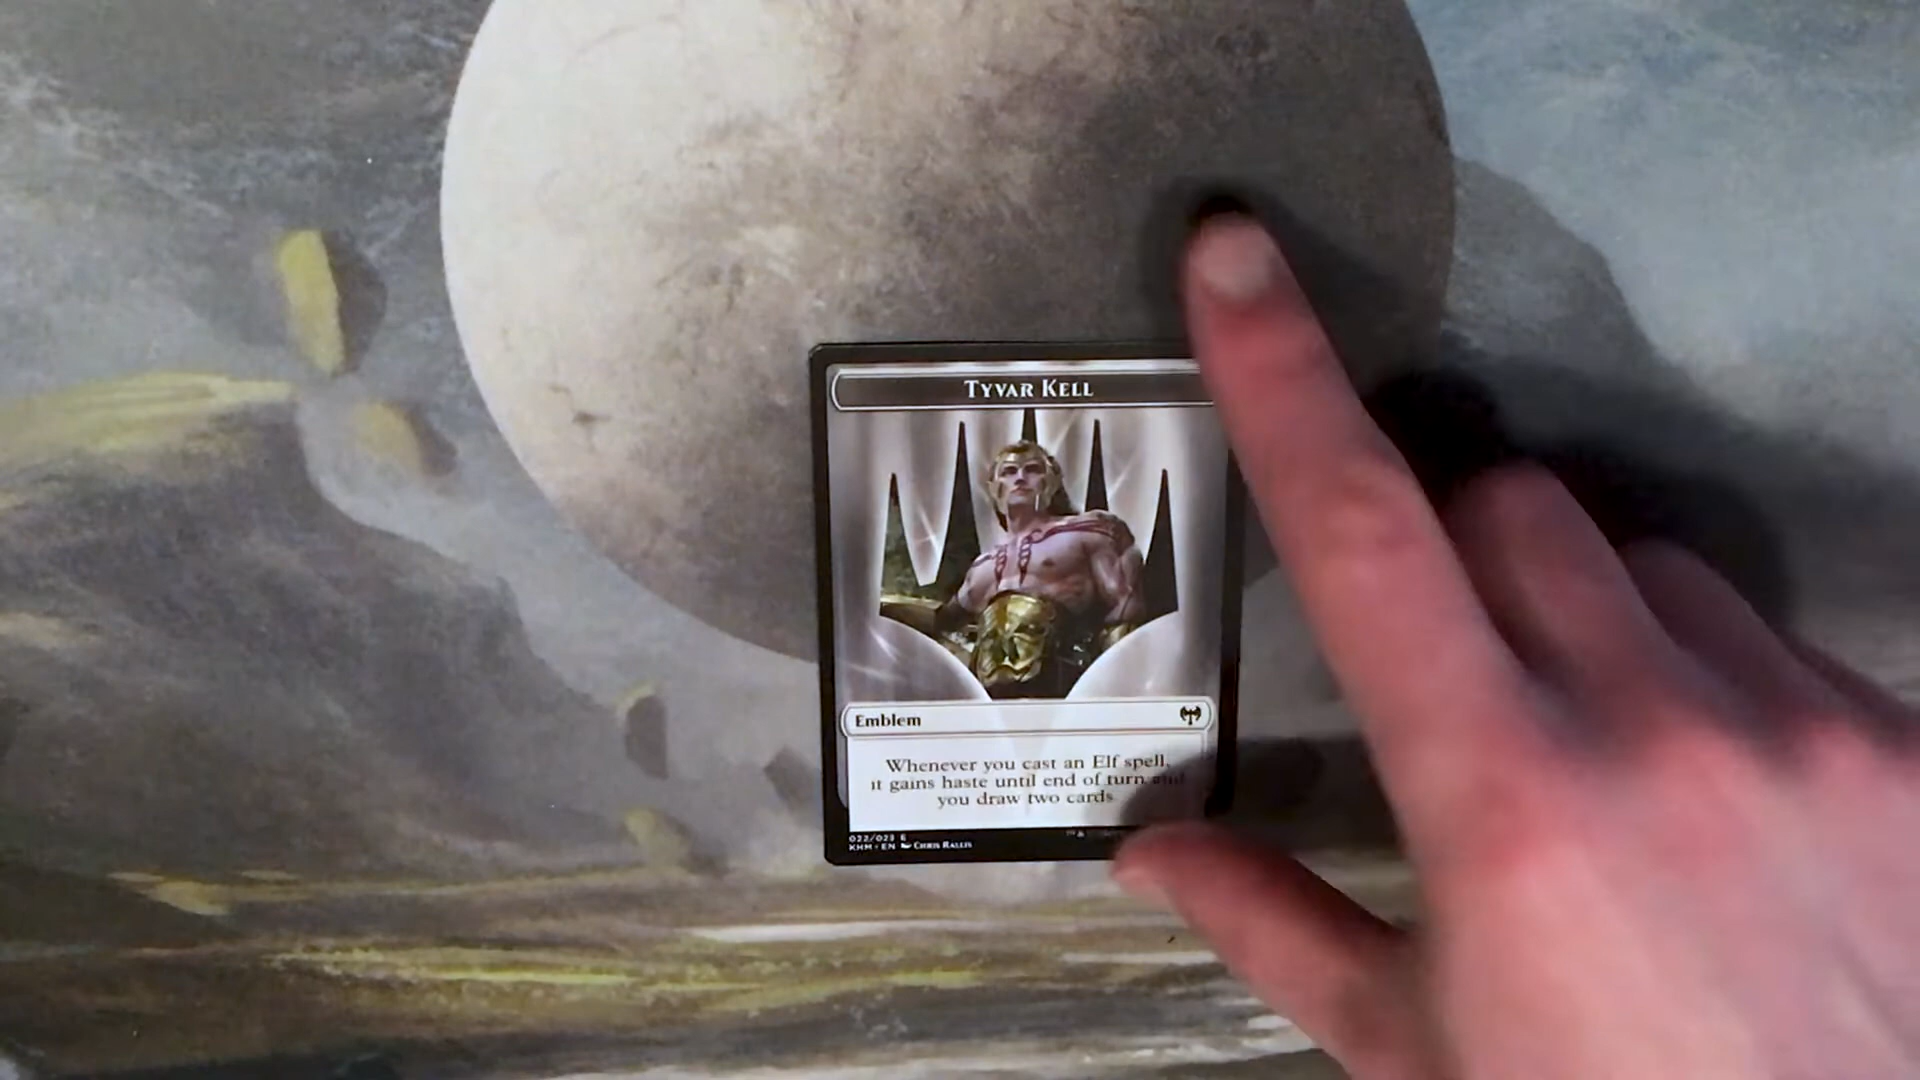 TYVAR KELL
Emblem
Whenever you cast an Elf spell,
it gains haste until end of turn and
you draw two cards
022/023 E
KHM • EN CHRIS RALLIS